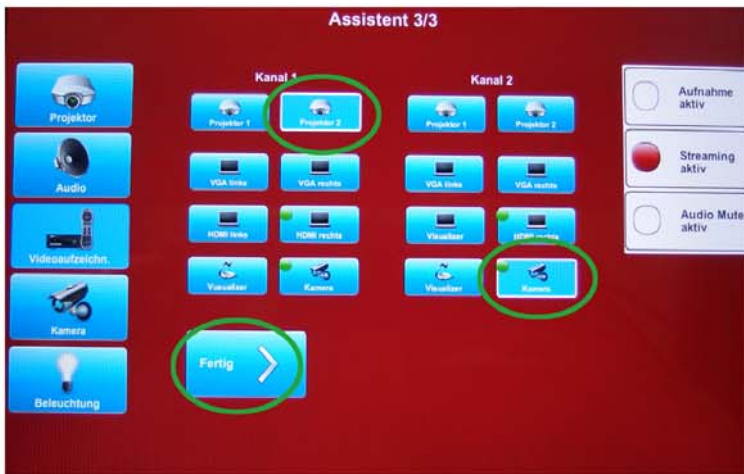 Assistent 3/3
Projektor
Audio
Videoaufzeichn.
Kamera
Beleuchtung
Kanal 1
Projektor 1
Projektor 2
VGA links
VGA rechts
HDMI links
HDMI rechts
Visualizer
Kamera
Fertig
Kanal 2
Projektor 1
Projektor 2
VGA links
VGA rechts
Visualizer
HDMI rechts
Visualizer
Kamera
Aufnahme
aktiv
Streaming
aktiv
Audio Mute
aktiv